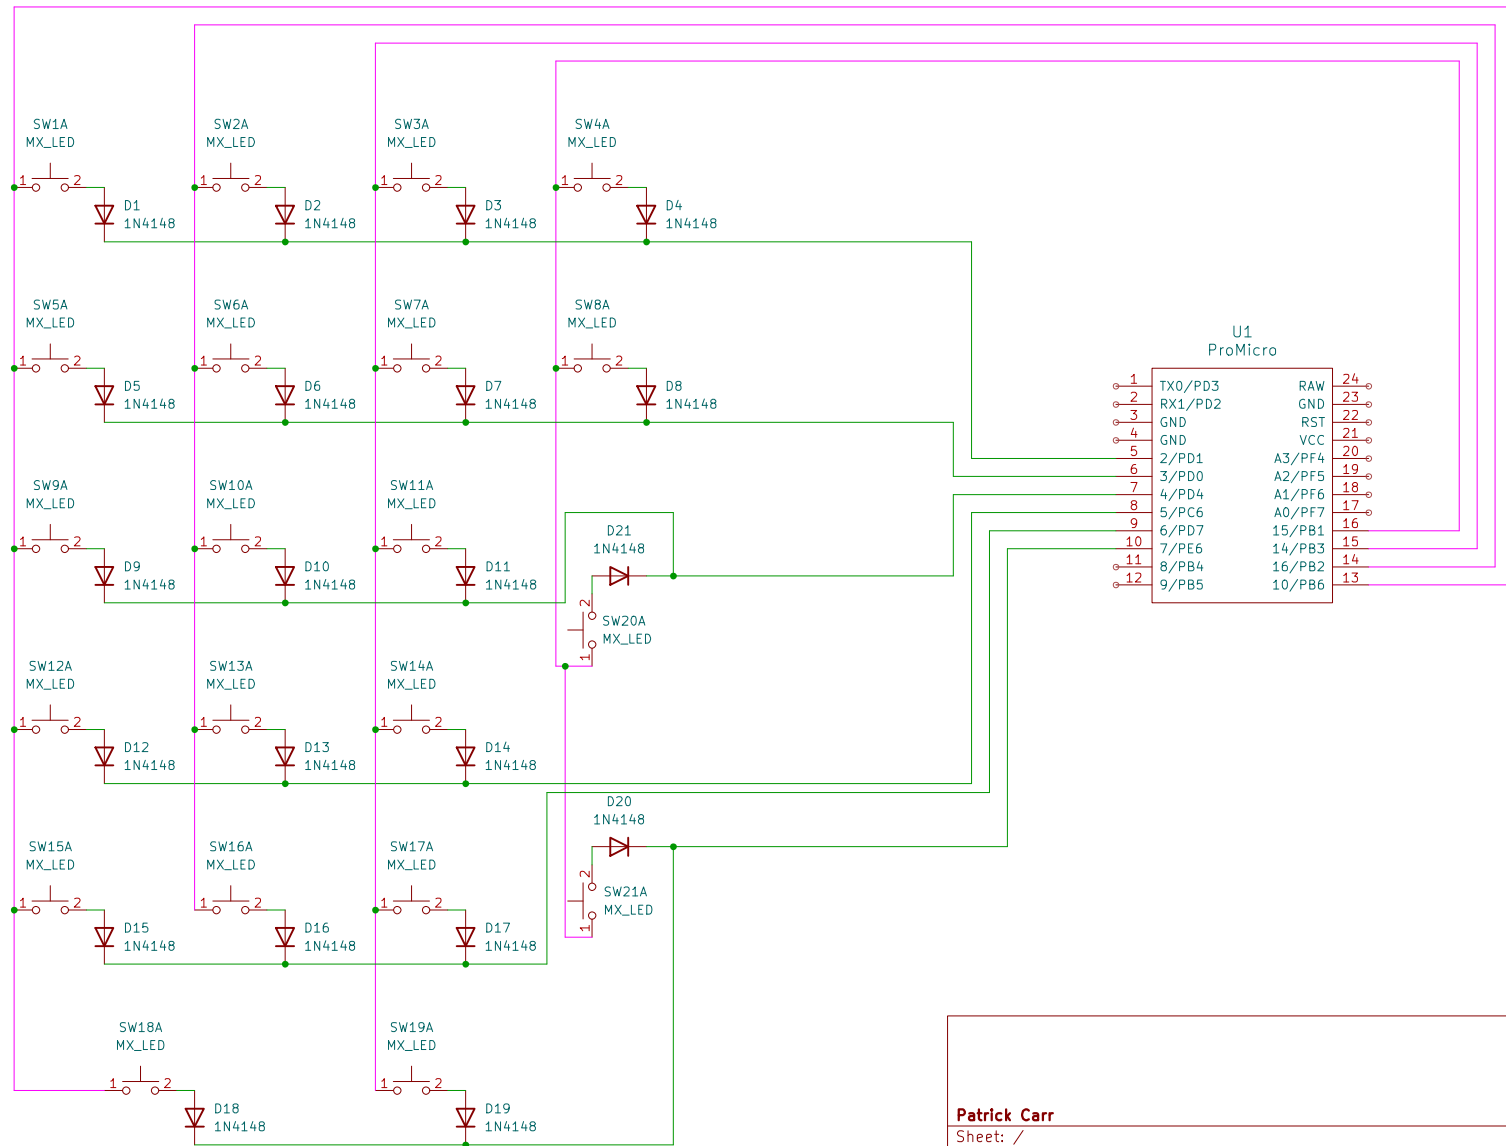 SW1A
MX_LED
1 2
D1
1N4148
SW2A
MX_LED
1 2
D2
1N4148
SW3A
MX_LED
1 2
D3
1N4148
SW4A
MX_LED
1 2
D4
1N4148
SW5A
MX_LED
1 2
D5
1N4148
SW6A
MX_LED
1 2
D6
1N4148
SW7A
MX_LED
1 2
D7
1N4148
SW8A
MX_LED
1 2
D8
1N4148
U1
ProMicro
1 TX0/PD3
2 RX1/PD2
3 GND
4 GND
5 2/PD1
6 3/PD0
7 4/PD4
8 5/PC6
9 6/PD7
10 7/PE6
11 8/PB4
12 9/PB5
RAW 24
GND 23
RST 22
VCC 21
A3/PF4 20
A2/PF5 19
A1/PF6 18
A0/PF7 17
15/PB1 16
14/PB3 15
16/PB2 14
10/PB6 13
SW9A
MX_LED
1 2
D9
1N4148
SW10A
MX_LED
1 2
D10
1N4148
SW11A
MX_LED
1 2
D11
1N4148
D21
1N4148
2
SW20A
MX_LED
1
SW12A
MX_LED
1 2
D12
1N4148
SW13A
MX_LED
1 2
D13
1N4148
SW14A
MX_LED
1 2
D14
1N4148
D20
1N4148
2
SW21A
MX_LED
1
SW15A
MX_LED
1 2
D15
1N4148
SW16A
MX_LED
1 2
D16
1N4148
SW17A
MX_LED
1 2
D17
1N4148
SW18A
MX_LED
1 2
D18
1N4148
SW19A
MX_LED
1 2
D19
1N4148
Patrick Carr
Sheet: /